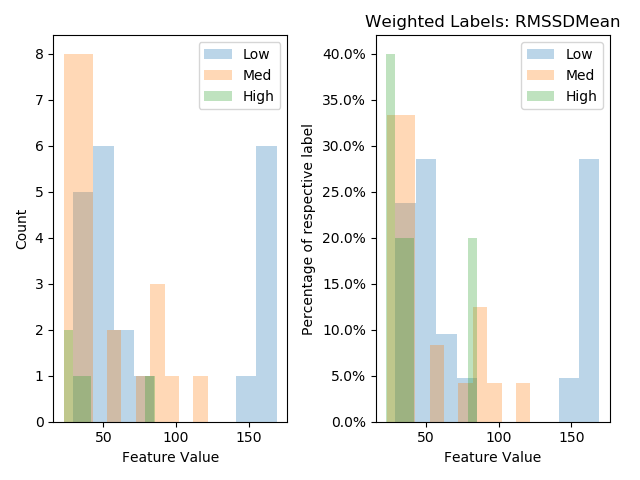 Weighted Labels: RMSSDMean
8
7
6
5
4
3
2
1
0
Count
50
100
150
Feature Value
Low
Med
High
40.0%
35.0%
30.0%
25.0%
20.0%
15.0%
10.0%
5.0%
0.0%
Percentage of respective label
50
100
150
Feature Value
Low
Med
High